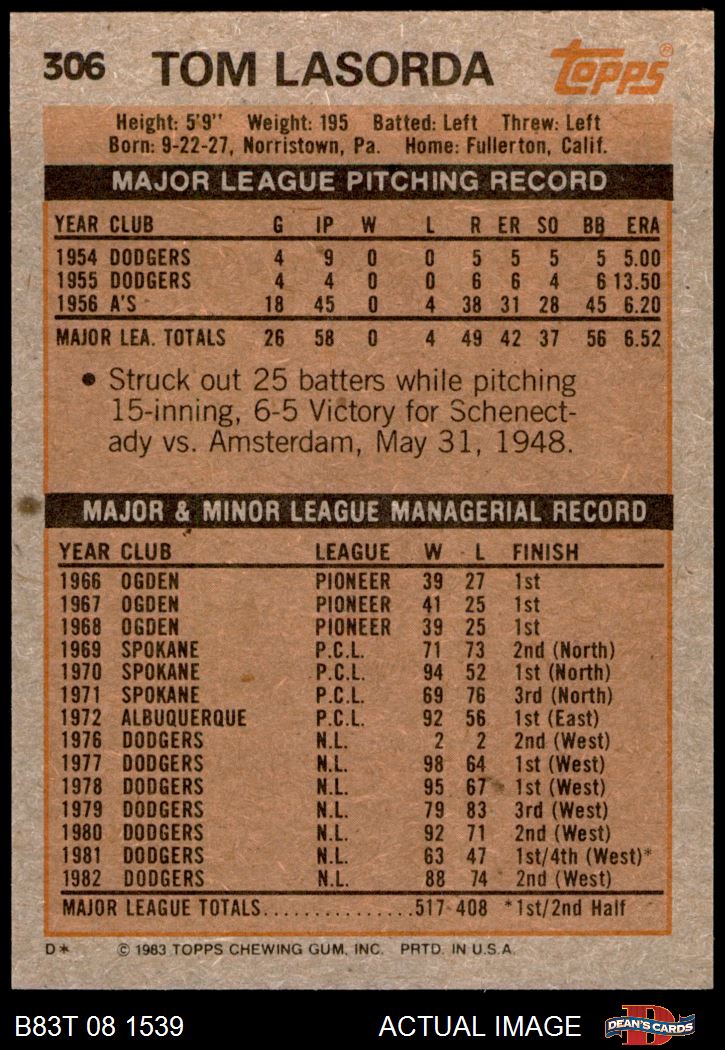 306 TOM LASORDA Topps®
Height: 5'9" Weight: 195 Batted: Left Threw: Left
Born: 9-22-27, Norristown, Pa. Home: Fullerton, Calif.
MAJOR LEAGUE PITCHING RECORD
YEAR CLUB G IP W L R ER SO BB ERA
1954 DODGERS 4 9 0 0 5 5 5 5 5.00
1955 DODGERS 4 4 0 0 6 6 4 6 13.50
1956 A'S 18 45 0 4 38 31 28 45 6.20
MAJOR LEA. TOTALS 26 58 0 4 49 42 37 56 6.52
• Struck out 25 batters while pitching
15-inning, 6-5 Victory for Schenect-
ady vs. Amsterdam, May 31, 1948.
MAJOR & MINOR LEAGUE MANAGERIAL RECORD
YEAR CLUB LEAGUE W L FINISH
1966 OGDEN PIONEER 39 27 1st
1967 OGDEN PIONEER 41 25 1st
1968 OGDEN PIONEER 39 25 1st
1969 SPOKANE P.C.L. 71 73 2nd (North)
1970 SPOKANE P.C.L. 94 52 1st (North)
1971 SPOKANE P.C.L. 69 76 3rd (North)
1972 ALBUQUERQUE P.C.L. 92 56 1st (East)
1976 DODGERS N.L. 2 2 2nd (West)
1977 DODGERS N.L. 98 64 1st (West)
1978 DODGERS N.L. 95 67 1st (West)
1979 DODGERS N.L. 79 83 3rd (West)
1980 DODGERS N.L. 92 71 2nd (West)
1981 DODGERS N.L. 63 47 1st/4th (West)*
1982 DODGERS N.L. 88 74 2nd (West)
MAJOR LEAGUE TOTALS..............517 408 *1st/2nd Half
D* © 1983 TOPPS CHEWING GUM, INC. PRTD. IN U.S.A.
B83T 08 1539 ACTUAL IMAGE D DEAN'S CARDS